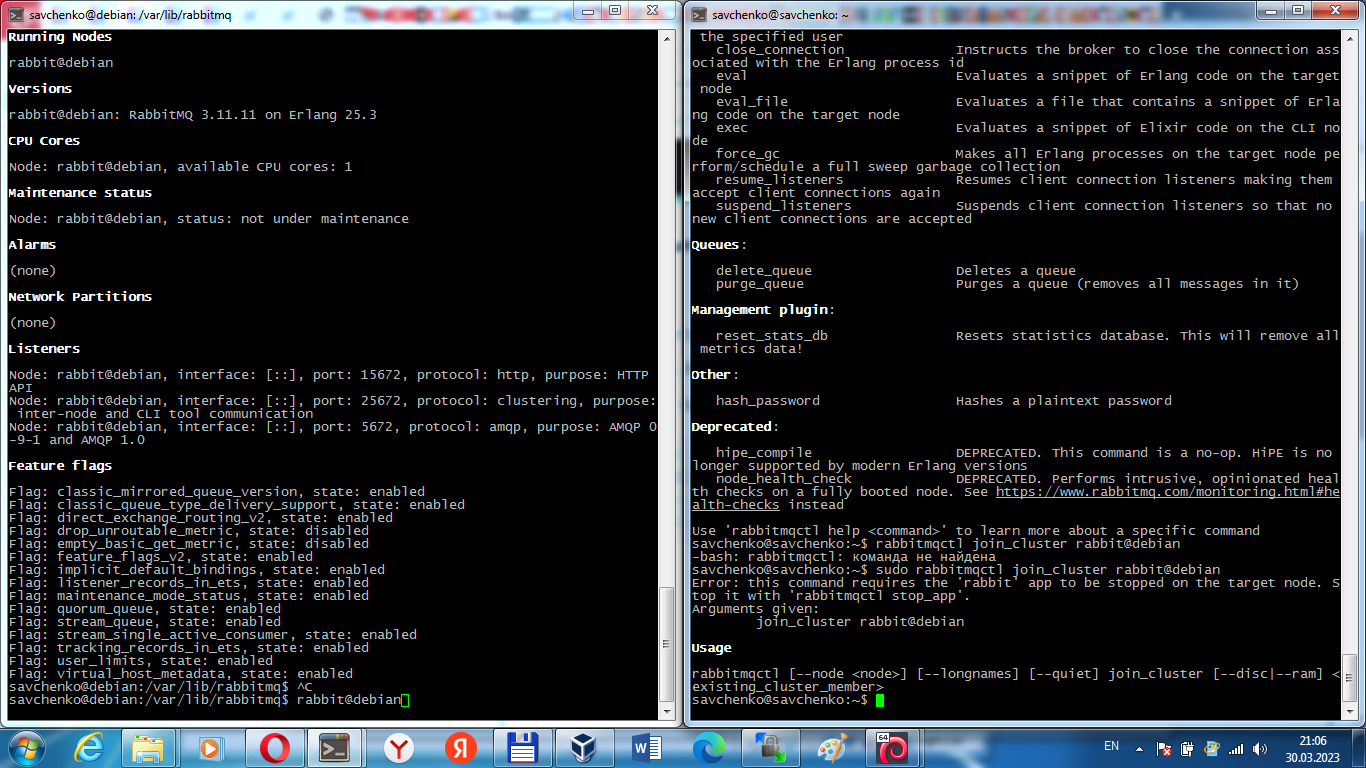 savchenko@debian: /var/lib/rabbitmq
Running Nodes
rabbit@debian
Versions
rabbit@debian: RabbitMQ 3.11.11 on Erlang 25.3
CPU Cores
Node: rabbit@debian, available CPU cores: 1
Maintenance status
Node: rabbit@debian, status: not under maintenance
Alarms
(none)
Network Partitions
(none)
Listeners
Node: rabbit@debian, interface: [::], port: 15672, protocol: http, purpose: HTTP
API
Node: rabbit@debian, interface: [::], port: 25672, protocol: clustering, purpose:
inter-node and CLI tool communication
Node: rabbit@debian, interface: [::], port: 5672, protocol: amqp, purpose: AMQP 0
-9-1 and AMQP 1.0
Feature flags
Flag: classic_mirrored_queue_version, state: enabled
Flag: classic_queue_type_delivery_support, state: enabled
Flag: direct_exchange_routing_v2, state: enabled
Flag: drop_unroutable_metric, state: disabled
Flag: empty_basic_get_metric, state: disabled
Flag: feature_flags_v2, state: enabled
Flag: implicit_default_bindings, state: enabled
Flag: listener_records_in_ets, state: enabled
Flag: maintenance_mode_status, state: enabled
Flag: quorum_queue, state: enabled
Flag: stream_queue, state: enabled
Flag: stream_single_active_consumer, state: enabled
Flag: tracking_records_in_ets, state: enabled
Flag: user_limits, state: enabled
Flag: virtual_host_metadata, state: enabled
savchenko@debian:/var/lib/rabbitmq$ ^C
savchenko@debian:/var/lib/rabbitmq$ rabbit@debian
savchenko@savchenko: ~
the specified user
close_connection Instructs the broker to close the connection ass
ociated with the Erlang process id
eval Evaluates a snippet of Erlang code on the target
node
eval_file Evaluates a file that contains a snippet of Erla
ng code on the target node
exec Evaluates a snippet of Elixir code on the CLI no
de
force_gc Makes all Erlang processes on the target node pe
rform/schedule a full sweep garbage collection
resume_listeners Resumes client connection listeners making them
accept client connections again
suspend_listeners Suspends client connection listeners so that no
new client connections are accepted
Queues:
delete_queue Deletes a queue
purge_queue Purges a queue (removes all messages in it)
Management plugin:
reset_stats_db Resets statistics database. This will remove all
metrics data!
Other:
hash_password Hashes a plaintext password
Deprecated:
hipe_compile DEPRECATED. This command is a no-op. HiPE is no
longer supported by modern Erlang versions
node_health_check DEPRECATED. Performs intrusive, opinionated heal
th checks on a fully booted node. See https://www.rabbitmq.com/monitoring.html#he
alth-checks instead
Use 'rabbitmqctl help <command>' to learn more about a specific command
savchenko@savchenko:~$ rabbitmqctl join_cluster rabbit@debian
-bash: rabbitmqctl: команда не найдена
savchenko@savchenko:~$ sudo rabbitmqctl join_cluster rabbit@debian
Error: this command requires the 'rabbit' app to be stopped on the target node. S
top it with 'rabbitmqctl stop_app'.
Arguments given:
join_cluster rabbit@debian
Usage
rabbitmqctl [--node <node>] [--longnames] [--quiet] join_cluster [--disc|--ram] <
existing_cluster_member>
savchenko@savchenko:~$
EN
21:06
30.03.2023
64